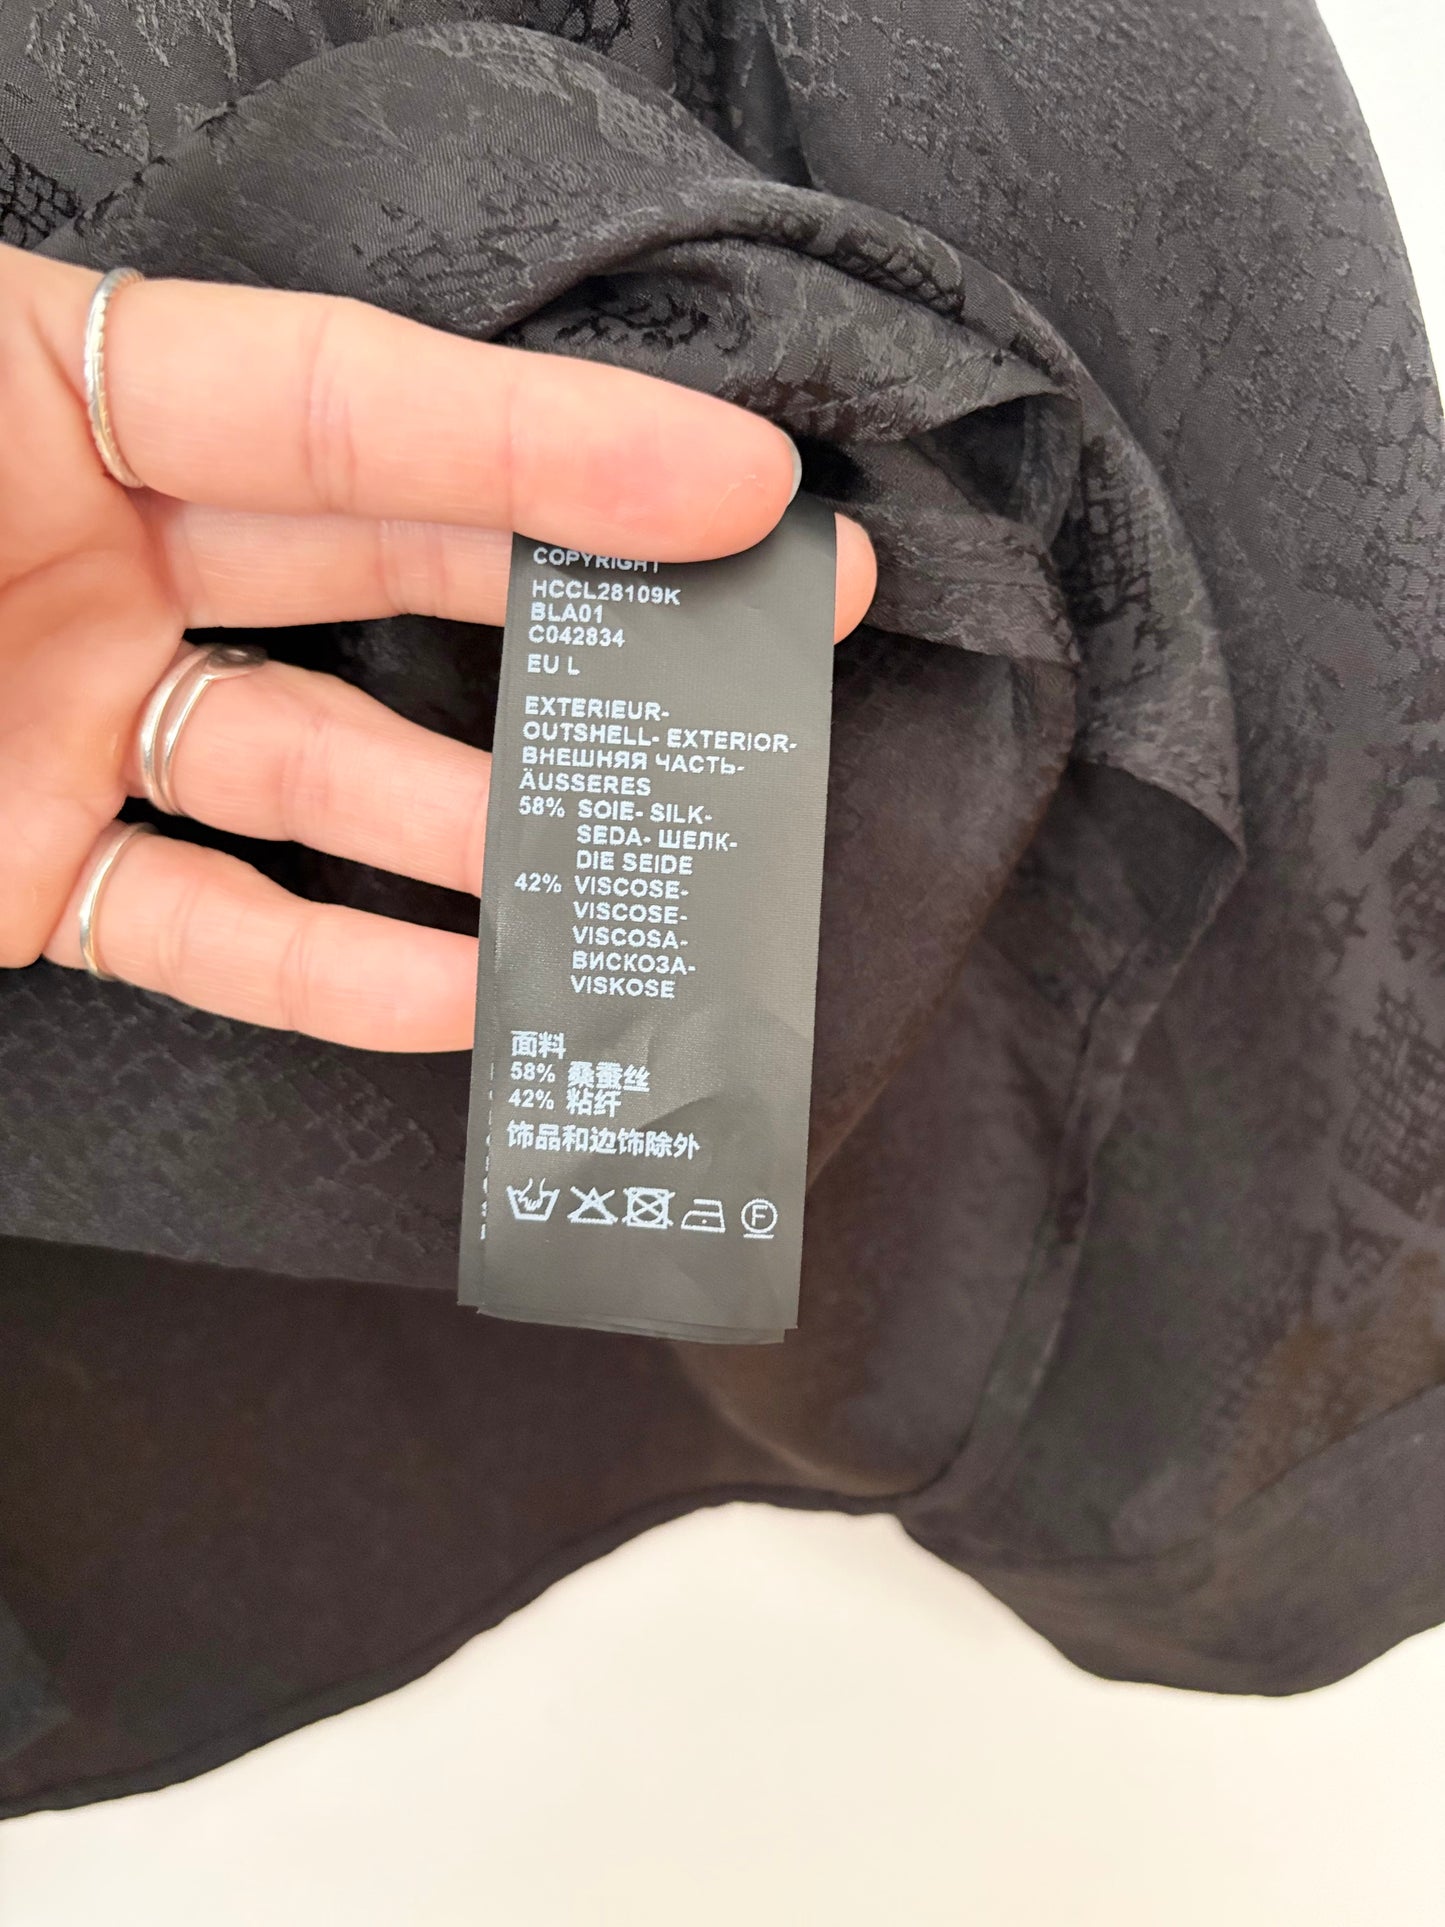 COPYRIGHT
HCCL28109K
BLA01
C042834
EU L
EXTERIEUR-
OUTSHELL- EXTERIOR-
ВНЕШНЯЯ ЧАСТЬ-
ÄUSSERES
58% SOIE- SILK-
SEDA- ШЕЛК-
DIE SEIDE
42% VISCOSE-
VISCOSE-
VISCOSA-
ВИСКОЗА-
VISKOSE
面料
58% 桑蚕丝
42% 粘纤
饰品和边饰除外
F